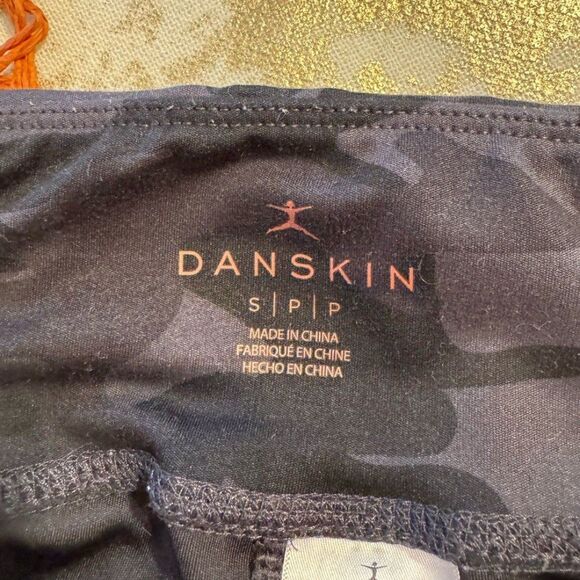 DANSKIN
S|P|P
MADE IN CHINA
FABRIQUÉ EN CHINE
HECHO EN CHINA